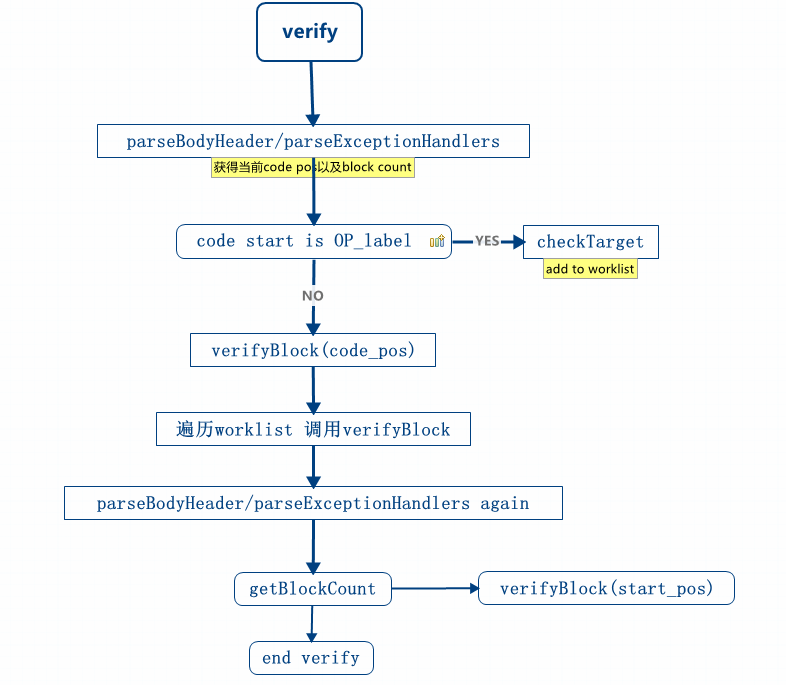 verify
parseBodyHeader/parseExceptionHandlers
获得当前code pos以及block count
code start is OP_label
YES
checkTarget
add to worklist
NO
verifyBlock(code_pos)
遍历worklist 调用verifyBlock
parseBodyHeader/parseExceptionHandlers again
getBlockCount
verifyBlock(start_pos)
end verify